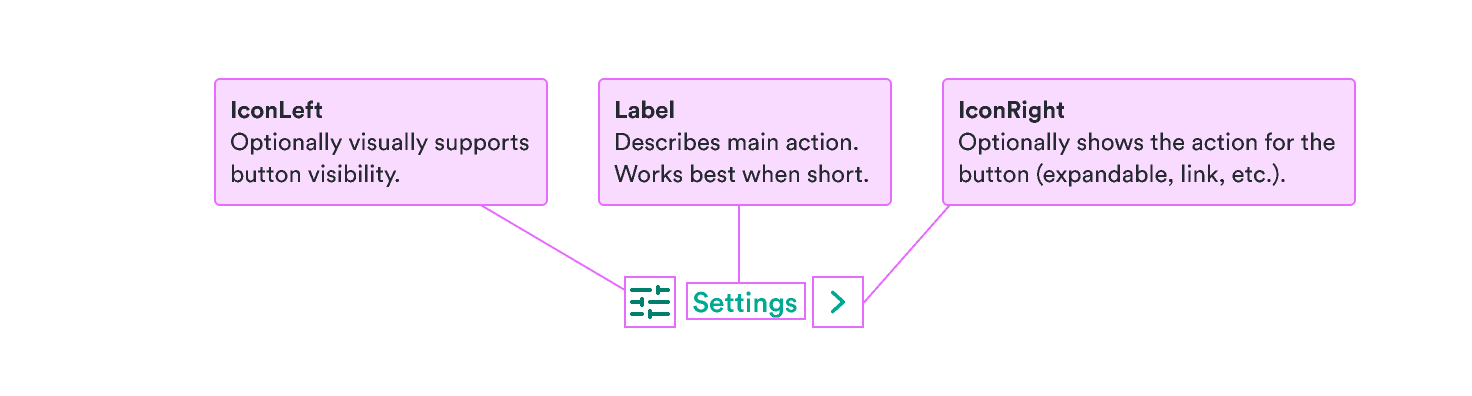 IconLeft
Optionally visually supports
button visibility.
Label
Describes main action.
Works best when short.
IconRight
Optionally shows the action for the
button (expandable, link, etc.).
Settings